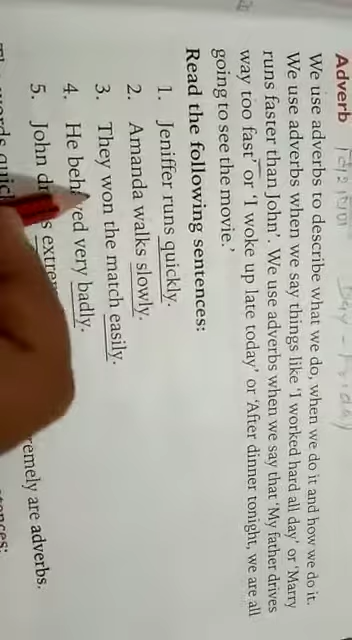 Adverb
We use adverbs to describe what we do, when we do it and how we do it.
We use adverbs when we say things like 'I worked hard all day' or 'Marry
runs faster than John'. We use adverbs when we say that 'My father drives
way too fast' or 'I woke up late today' or 'After dinner tonight, we are all
going to see the movie.'
Read the following sentences:
1. Jeniffer runs quickly.
2. Amanda walks slowly.
3. They won the match easily.
4. He behaved very badly.
5. John
emely are adverbs.